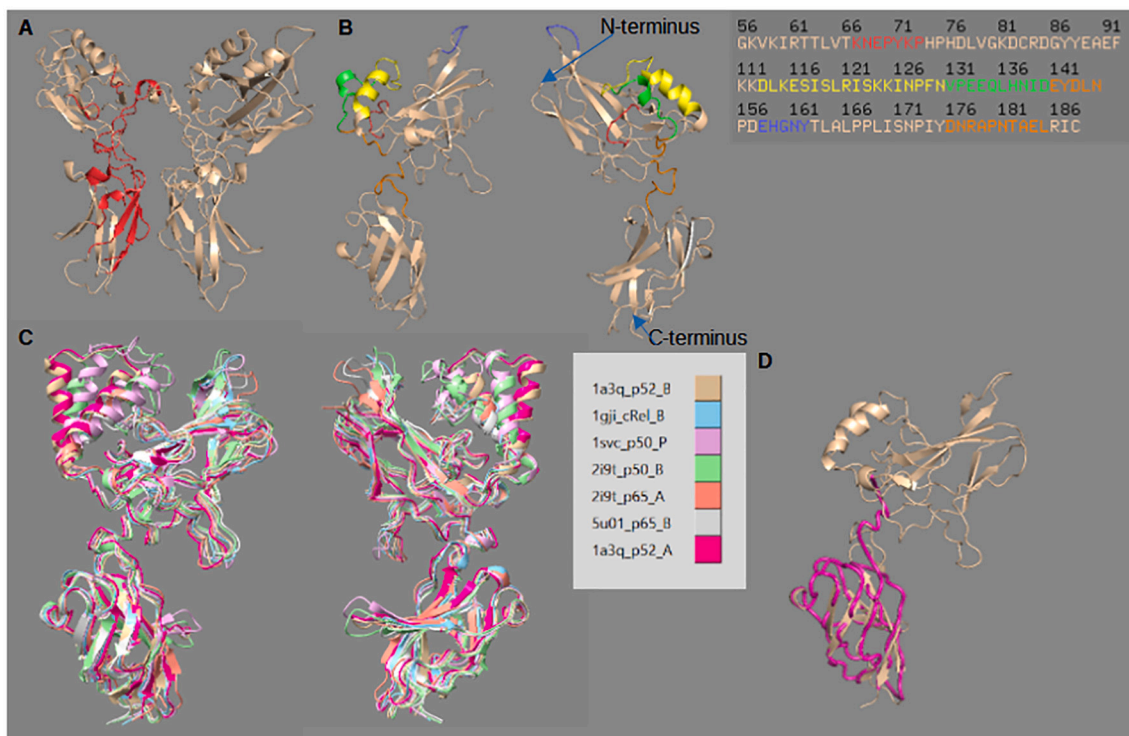 A
B
N-terminus
56 61 66 71 76 81 86 91
GKVKIRTTLVTKNEPYKPHPHDLVGKDCRDGYYEAEF
111 116 121 126 131 136 141
KKDLKESISLRISKKINPFNVPEEQLHNIDEYDLN
156 161 166 171 176 181 186
PDEHGNYTLALPPLISNPIYDNRAPNTAELRIC
C-terminus
C
1a3q_p52_B
1gji_cRel_B
1svc_p50_P
2i9t_p50_B
2i9t_p65_A
5u01_p65_B
1a3q_p52_A
D